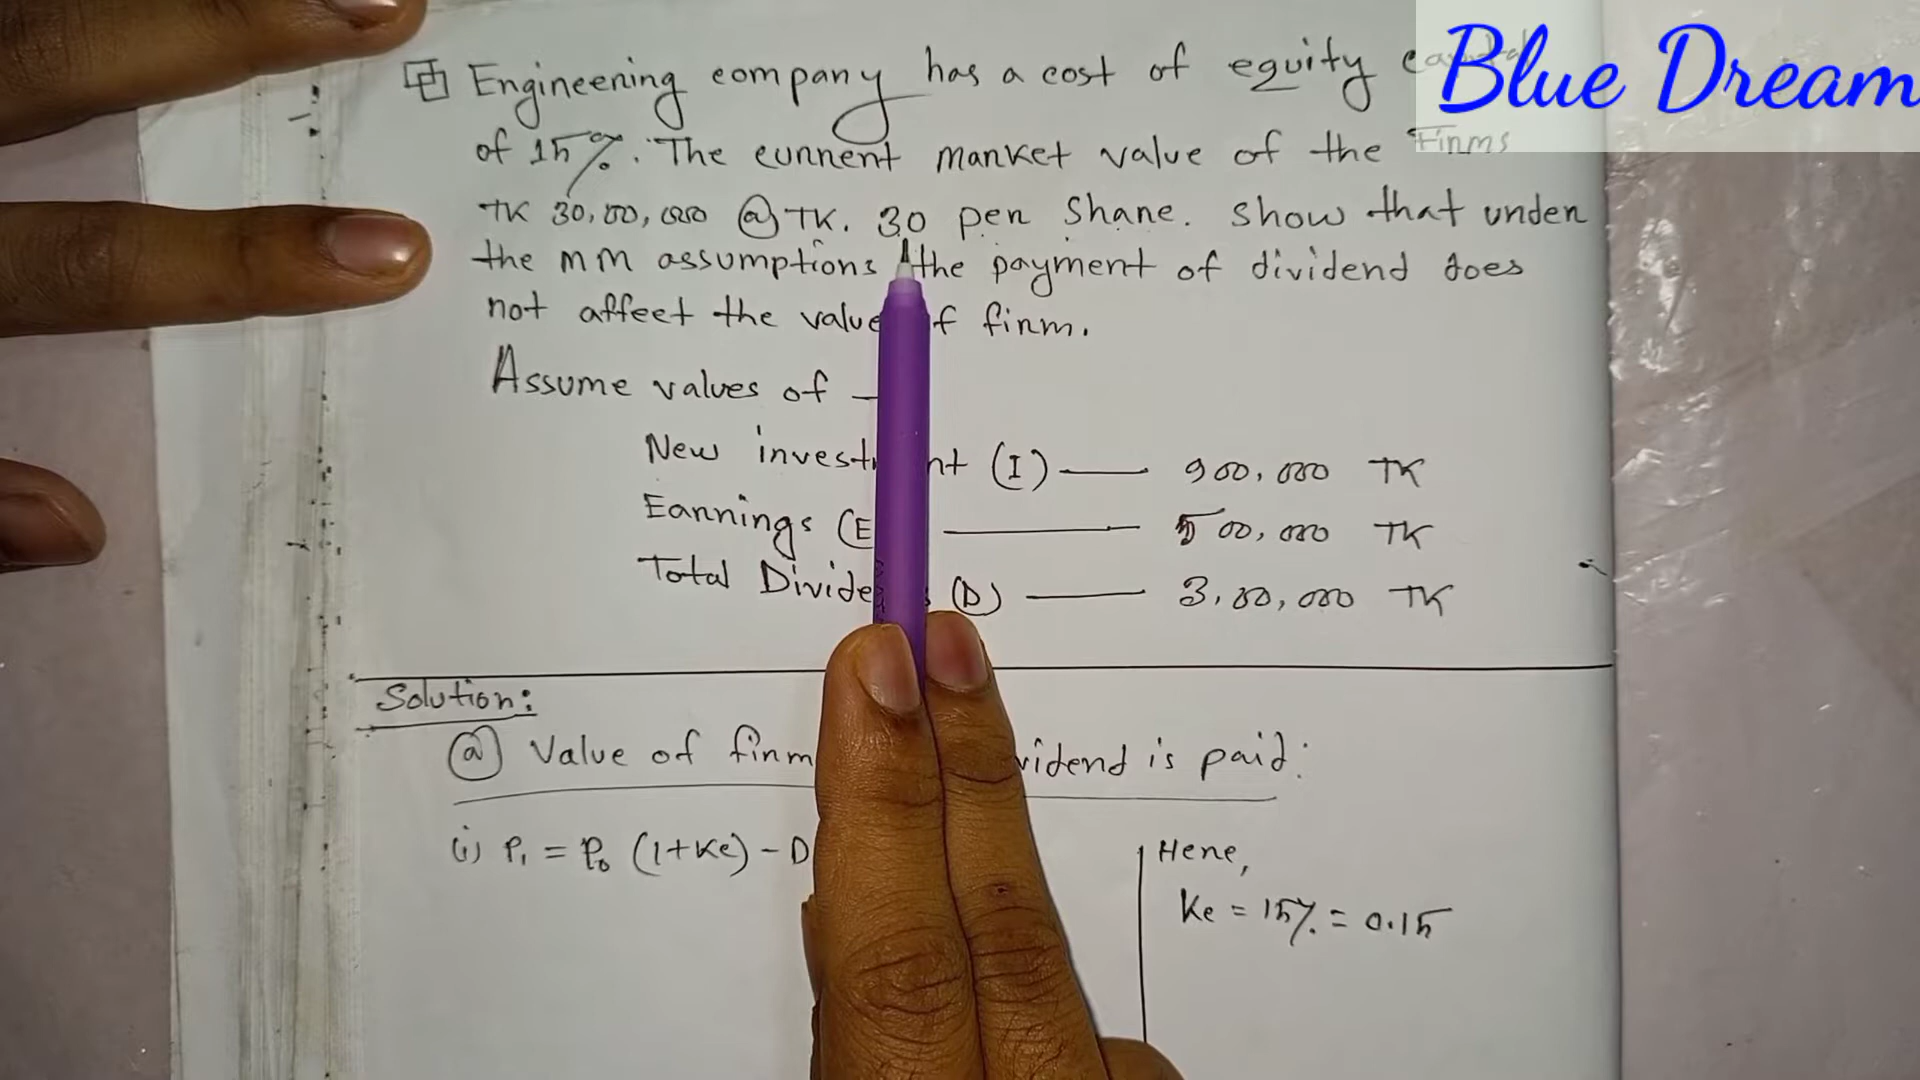 Engineering company has a cost of equity
Blue Dream
of 15%. The current market value of the Firms
TK 30,00,000 @ TK. 30 per share. Show that under
the MM assumptions the payment of dividend does
not affect the value of firm.
Assume values of –
New investment (I) — 900,000 TK
Earnings (E — 500,000 TK
Total Divide (D) — 3,00,000 TK
Solution:
(a) Value of firm vidend is paid:
(i) P₁ = P₀ (1+Ke) - D
Here,
Ke = 15% = 0.15